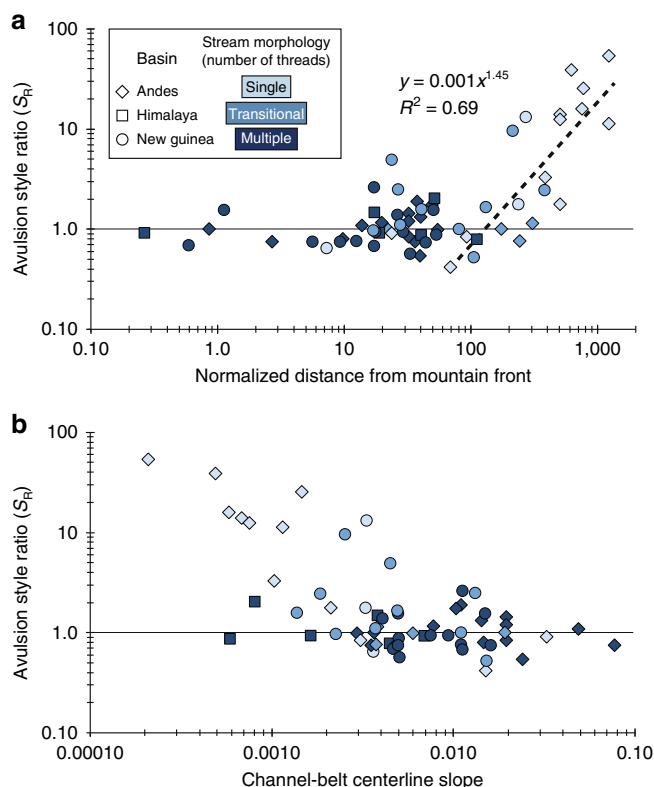 a
Avulsion style ratio (SR)
100
10
1.0
0.10
Basin
Stream morphology
(number of threads)
Andes
Himalaya
New guinea
Single
Transitional
Multiple
y = 0.001x^1.45
R² = 0.69
0.10 1.0 10 100 1,000
Normalized distance from mountain front
b
Avulsion style ratio (SR)
100
10
1.0
0.10
0.00010 0.0010 0.010 0.10
Channel-belt centerline slope